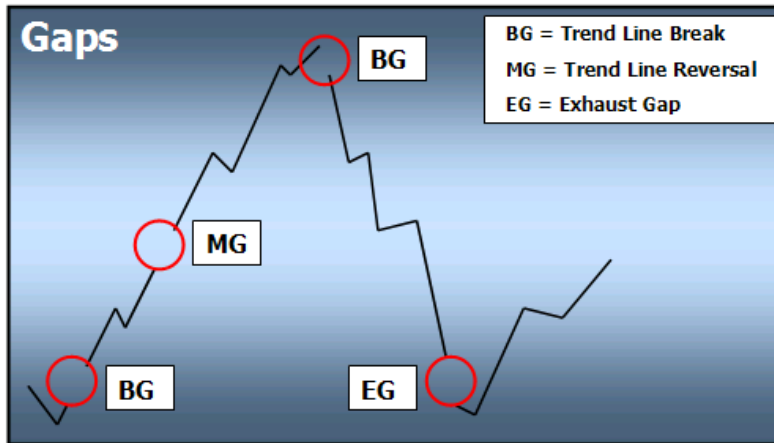 Gaps
BG = Trend Line Break
MG = Trend Line Reversal
EG = Exhaust Gap
BG
MG
BG
EG